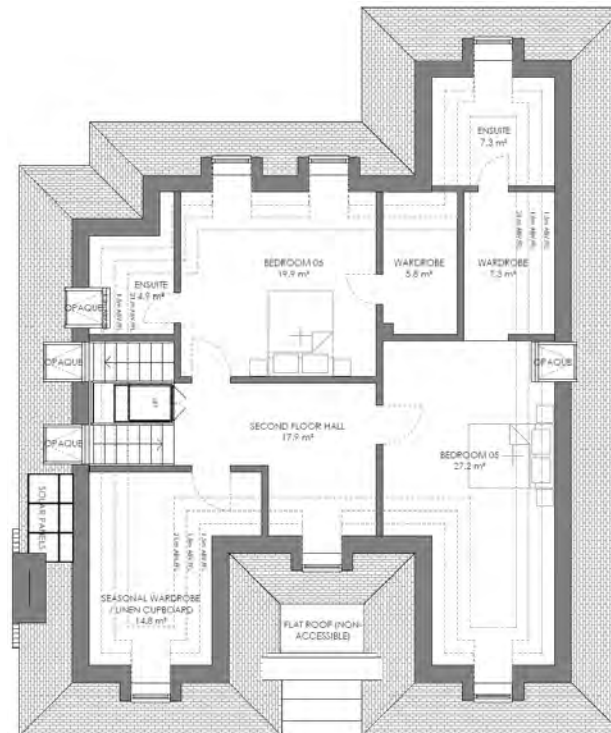 ENSUITE
7.3 m²
BEDROOM 06
19.9 m²
WARDROBE
5.8 m²
WARDROBE
7.3 m²
ENSUITE
4.9 m²
OPAQUE
OPAQUE
OPAQUE
OPAQUE
LIFT
SECOND FLOOR HALL
17.9 m²
BEDROOM 05
27.2 m²
SOLAR PANELS
SEASONAL WARDROBE
/ LINEN CUPBOARD
14.8 m²
FLAT ROOF (NON-
ACCESSIBLE)